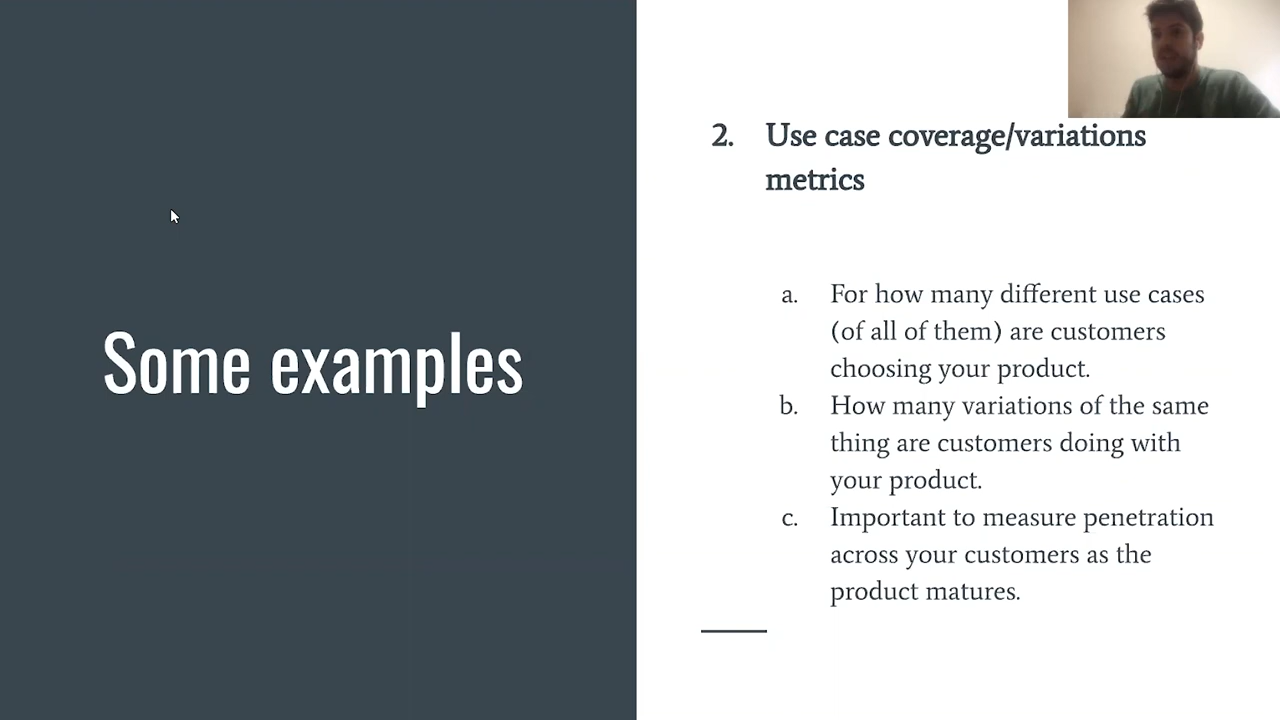 Some examples
2. Use case coverage/variations
metrics
a. For how many different use cases
(of all of them) are customers
choosing your product.
b. How many variations of the same
thing are customers doing with
your product.
c. Important to measure penetration
across your customers as the
product matures.